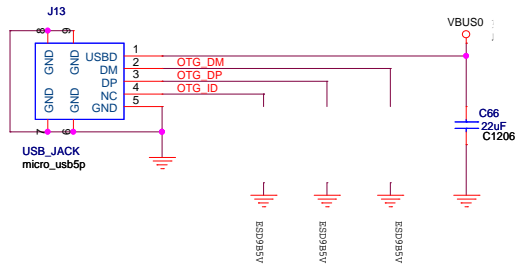 J13
VBUS0
8
9
GND
GND
USBD
1
DM
2
OTG_DM
DP
3
OTG_DP
NC
4
OTG_ID
GND
5
GND
GND
7
6
USB_JACK
micro_usb5p
C66
22uF
C1206
ESD9B5V
ESD9B5V
ESD9B5V